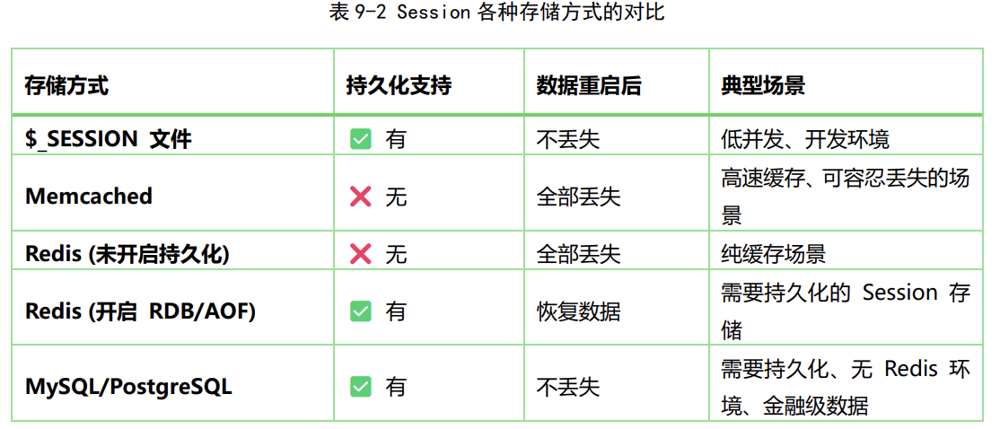 表 9-2 Session 各种存储方式的对比
存储方式 持久化支持 数据重启后 典型场景
$_SESSION 文件 ✅ 有 不丢失 低并发、开发环境
Memcached ❌ 无 全部丢失 高速缓存、可容忍丢失的场
景
Redis (未开启持久化) ❌ 无 全部丢失 纯缓存场景
Redis (开启 RDB/AOF) ✅ 有 恢复数据 需要持久化的 Session 存
储
MySQL/PostgreSQL ✅ 有 不丢失 需要持久化、无 Redis 环
境、金融级数据